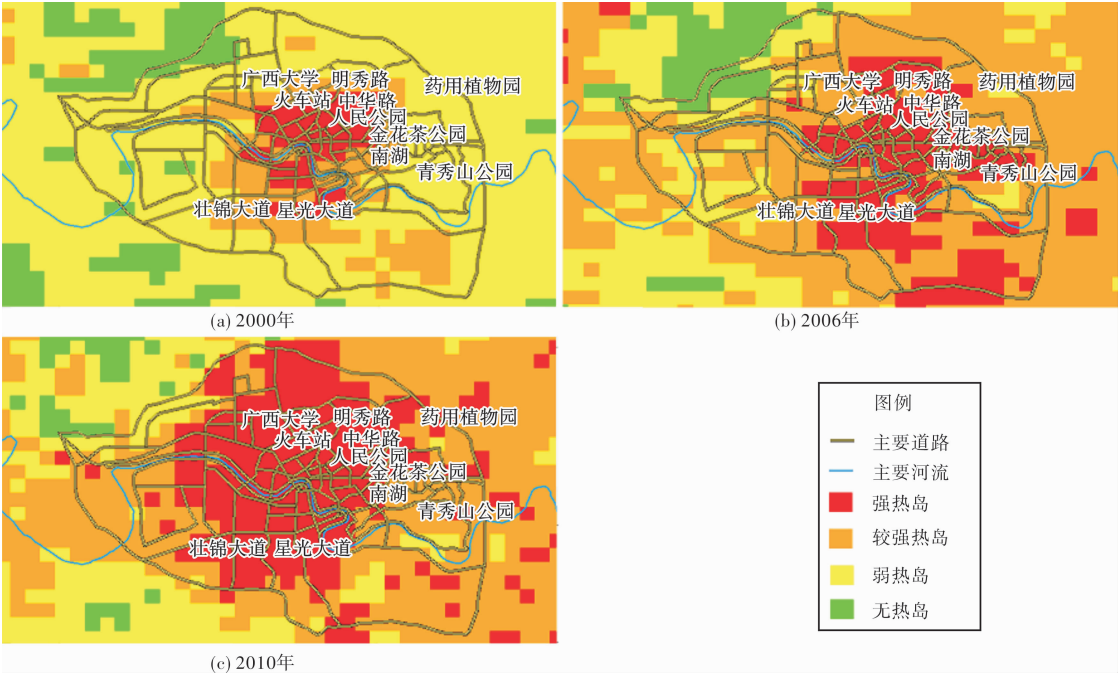 广西大学 明秀路
药用植物园
火车站 中华路
人民公园
金花茶公园
南湖
青秀山公园
壮锦大道 星光大道
(a) 2000年
广西大学 明秀路
药用植物园
火车站 中华路
人民公园
金花茶公园
南湖
青秀山公园
壮锦大道 星光大道
(b) 2006年
广西大学 明秀路
药用植物园
火车站 中华路
人民公园
金花茶公园
南湖
青秀山公园
壮锦大道 星光大道
(c) 2010年
图例
主要道路
主要河流
强热岛
较强热岛
弱热岛
无热岛